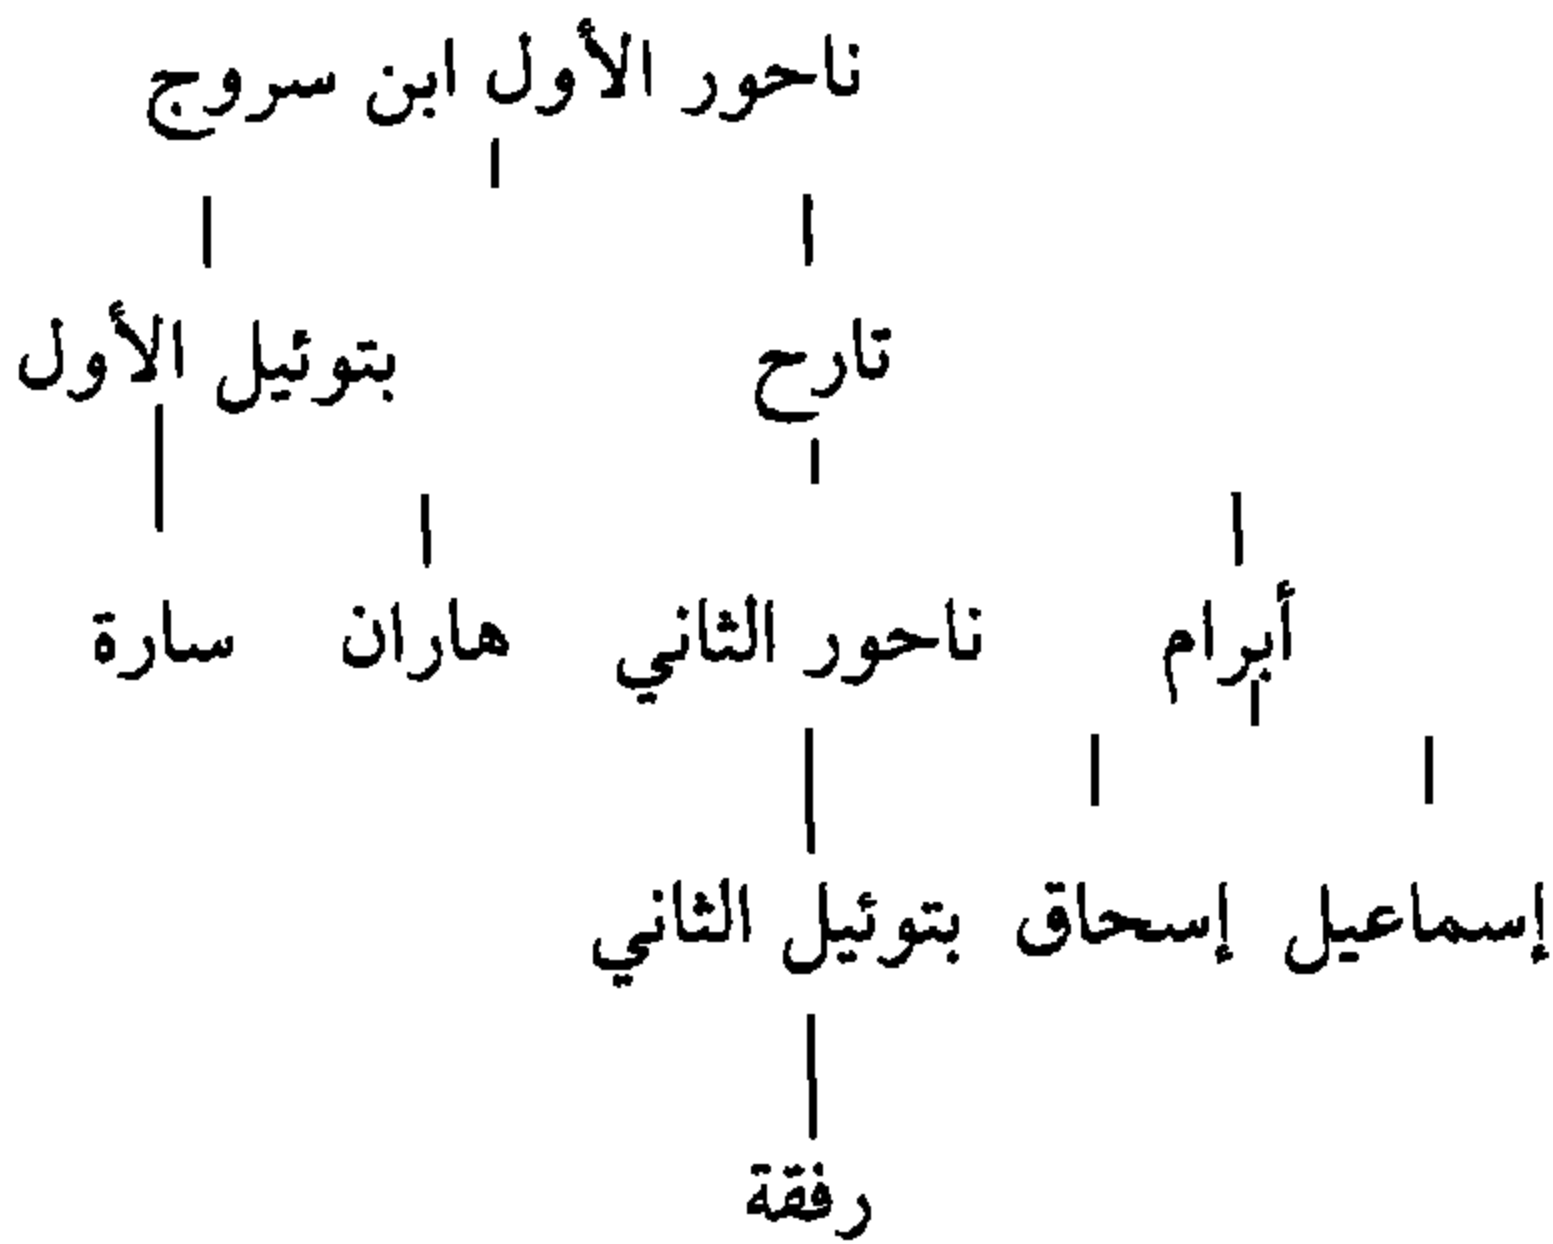 ناحور الأول ابن سروج
تارح بتوئيل الأول
أبرام ناحور الثاني هاران سارة
إسماعيل إسحاق بتوئيل الثاني
رفقة